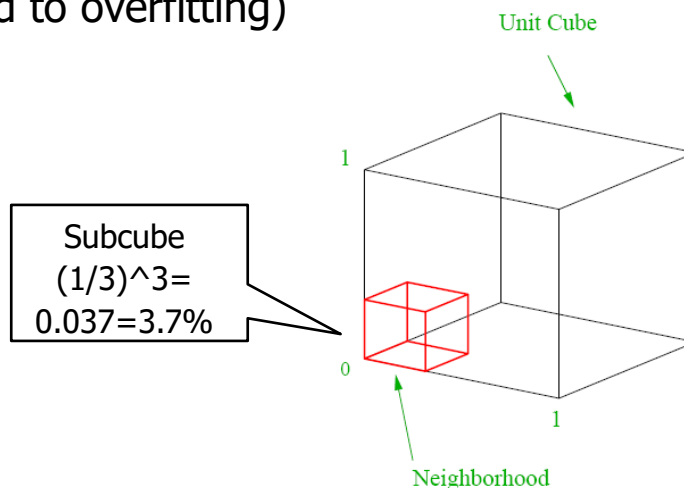 d to overfitting)
Unit Cube
1
Subcube
(1/3)^3=
0.037=3.7%
0
1
Neighborhood